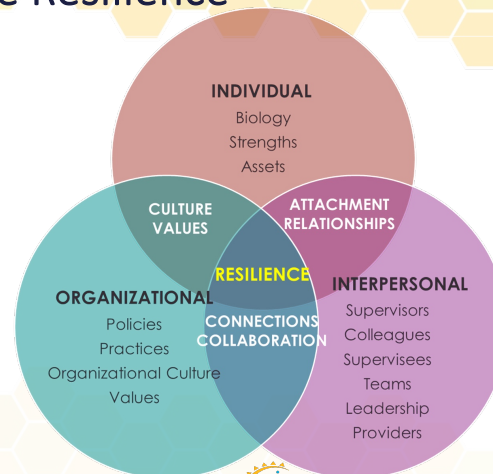 e Resilience
INDIVIDUAL
Biology
Strengths
Assets
CULTURE
VALUES
ATTACHMENT
RELATIONSHIPS
RESILIENCE
ORGANIZATIONAL
Policies
Practices
Organizational Culture
Values
CONNECTIONS
COLLABORATION
INTERPERSONAL
Supervisors
Colleagues
Supervisees
Teams
Leadership
Providers